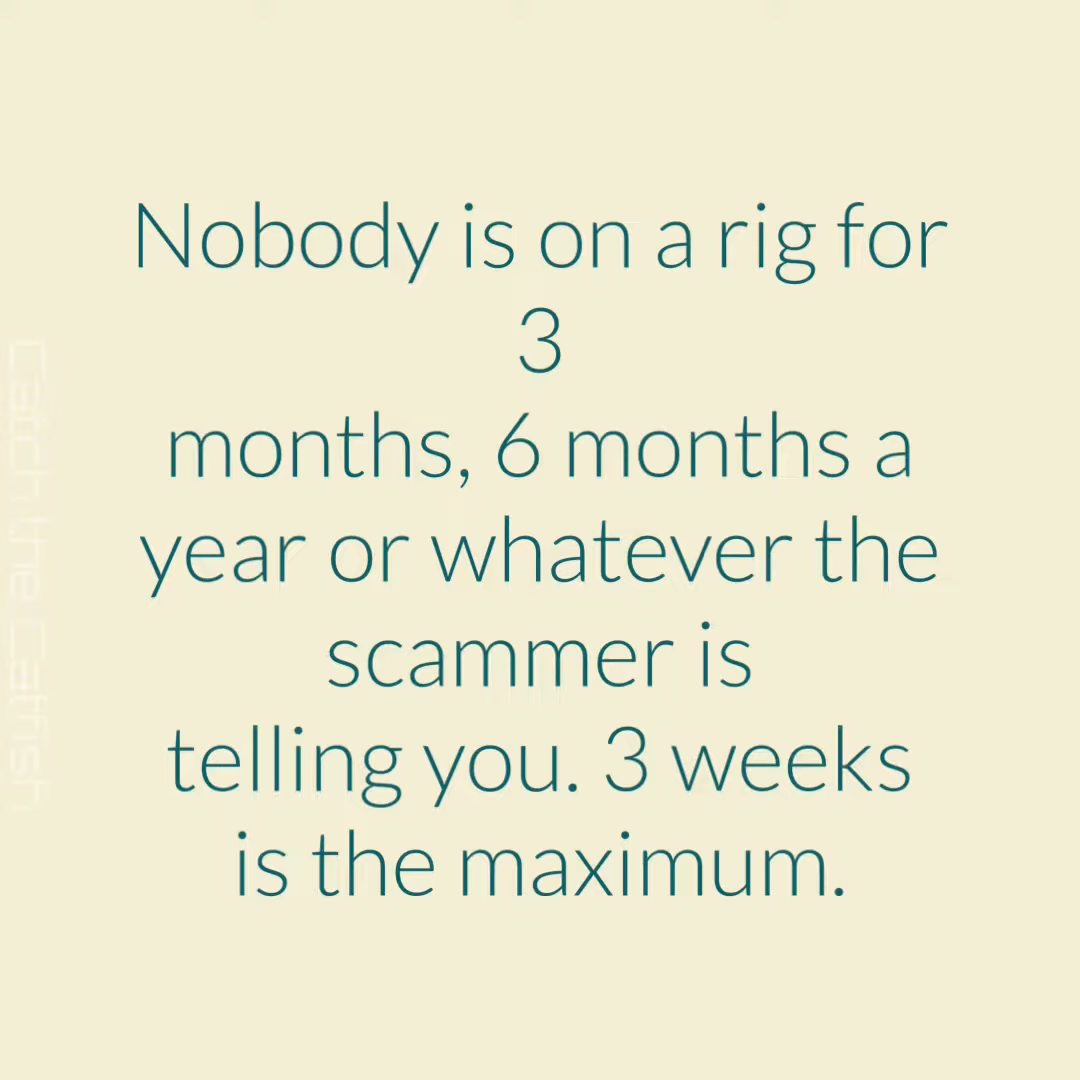 Nobody is on a rig for
3
months, 6 months a
year or whatever the
scammer is
telling you. 3 weeks
is the maximum.
Catch the Catfish